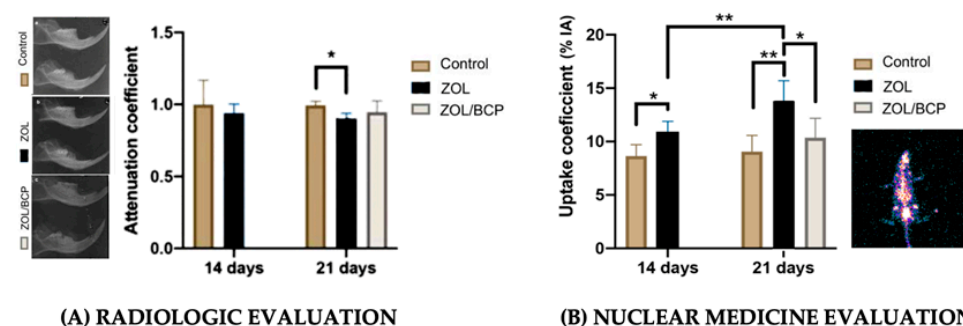 Control
ZOL
ZOL/BCP
Attenuation coefficient
1.5
1.0
0.5
0.0
*
14 days
21 days
Control
ZOL
ZOL/BCP
(A) RADIOLOGIC EVALUATION
Uptake coeficcient (% IA)
20
15
10
5
0
**
*
**
*
14 days
21 days
Control
ZOL
ZOL/BCP
(B) NUCLEAR MEDICINE EVALUATION